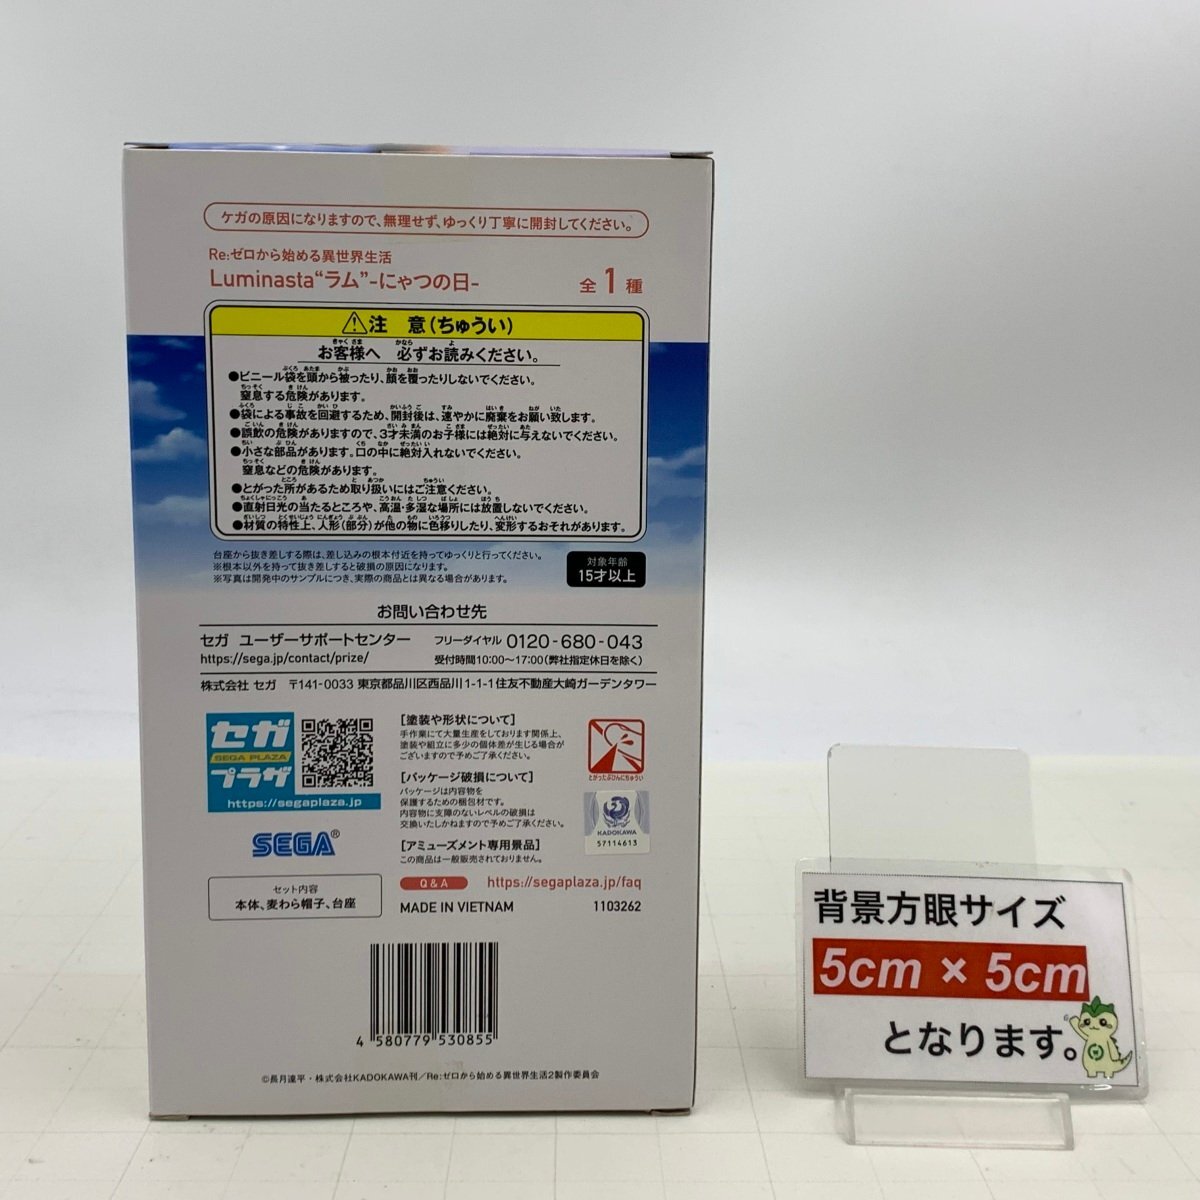 ケガの原因になりますので、無理せず、ゆっくり丁寧に開封してください。
Re:ゼロから始める異世界生活
Luminasta“ラム”-にゃつの日-
全1種
注 意(ちゅうい)
お客様へ 必ずお読みください。
●ビニール袋を頭から被ったり、顔を覆ったりしないでください。
窒息する危険があります。
●袋による事故を回避するため、開封後は、速やかに廃棄をお願い致します。
●誤飲の危険がありますので、3才未満のお子様には絶対に与えないでください。
●小さな部品があります。口の中に絶対入れないでください。
窒息などの危険があります。
●とがった所があるため取り扱いにはご注意ください。
●直射日光の当たるところや、高温・多湿な場所には放置しないでください。
●材質の特性上、人形(部分)が他の物に色移りしたり、変形するおそれがあります。
台座から抜き差しする際は、差し込みの根本付近を持ってゆっくりと行ってください。
※根本以外を持って抜き差しすると破損の原因になります。
※写真は開発中のサンプルにつき、実際の商品とは異なる場合があります。
対象年齢
15才以上
お問い合わせ先
セガ ユーザーサポートセンター
フリーダイヤル 0120-680-043
https://sega.jp/contact/prize/
受付時間10:00〜17:00(弊社指定休日を除く)
株式会社 セガ 〒141-0033 東京都品川区西品川1-1-1住友不動産大崎ガーデンタワー
セガ
SEGA PLAZA
プラザ
https://segaplaza.jp
[塗装や形状について]
手作業にて大量生産をしております関係上、
塗装や組立に多少の個体差が生じる場合が
ございますので予めご了承ください。
[パッケージ破損について]
パッケージは内容物を
保護するための梱包材です。
内容物に支障のないレベルの破損は
交換いたしかねますので予めご了承ください。
[アミューズメント専用景品]
この商品は一般販売されておりません。
とがったぶひんにちゅうい
KADOKAWA
57114613
SEGA®
セット内容
本体、麦わら帽子、台座
Q&A
https://segaplaza.jp/faq
MADE IN VIETNAM
1103262
4 580779 530855
©長月達平・株式会社KADOKAWA刊/Re:ゼロから始める異世界生活2製作委員会
背景方眼サイズ
5cm × 5cm
となります。